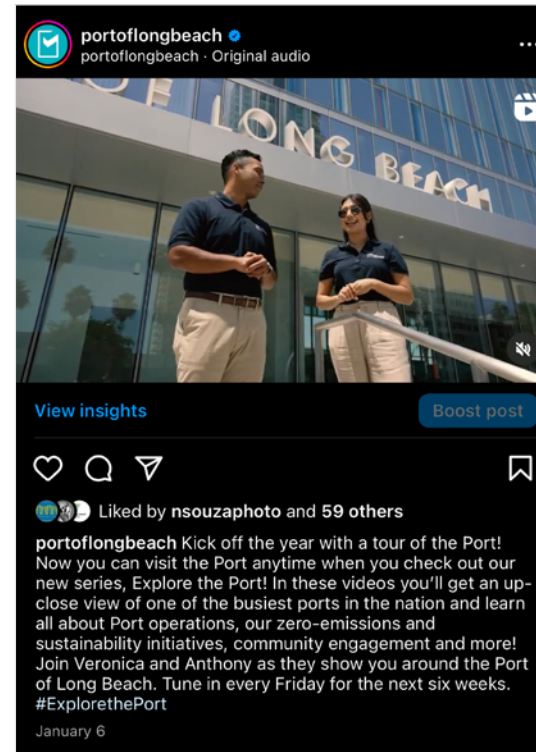 portoflongbeach
portoflongbeach · Original audio
OF LONG BEACH
View insights
Boost post
Liked by nsouzaphoto and 59 others
portoflongbeach Kick off the year with a tour of the Port!
Now you can visit the Port anytime when you check out our
new series, Explore the Port! In these videos you'll get an up-
close view of one of the busiest ports in the nation and learn
all about Port operations, our zero-emissions and
sustainability initiatives, community engagement and more!
Join Veronica and Anthony as they show you around the Port
of Long Beach. Tune in every Friday for the next six weeks.
#ExplorethePort
January 6